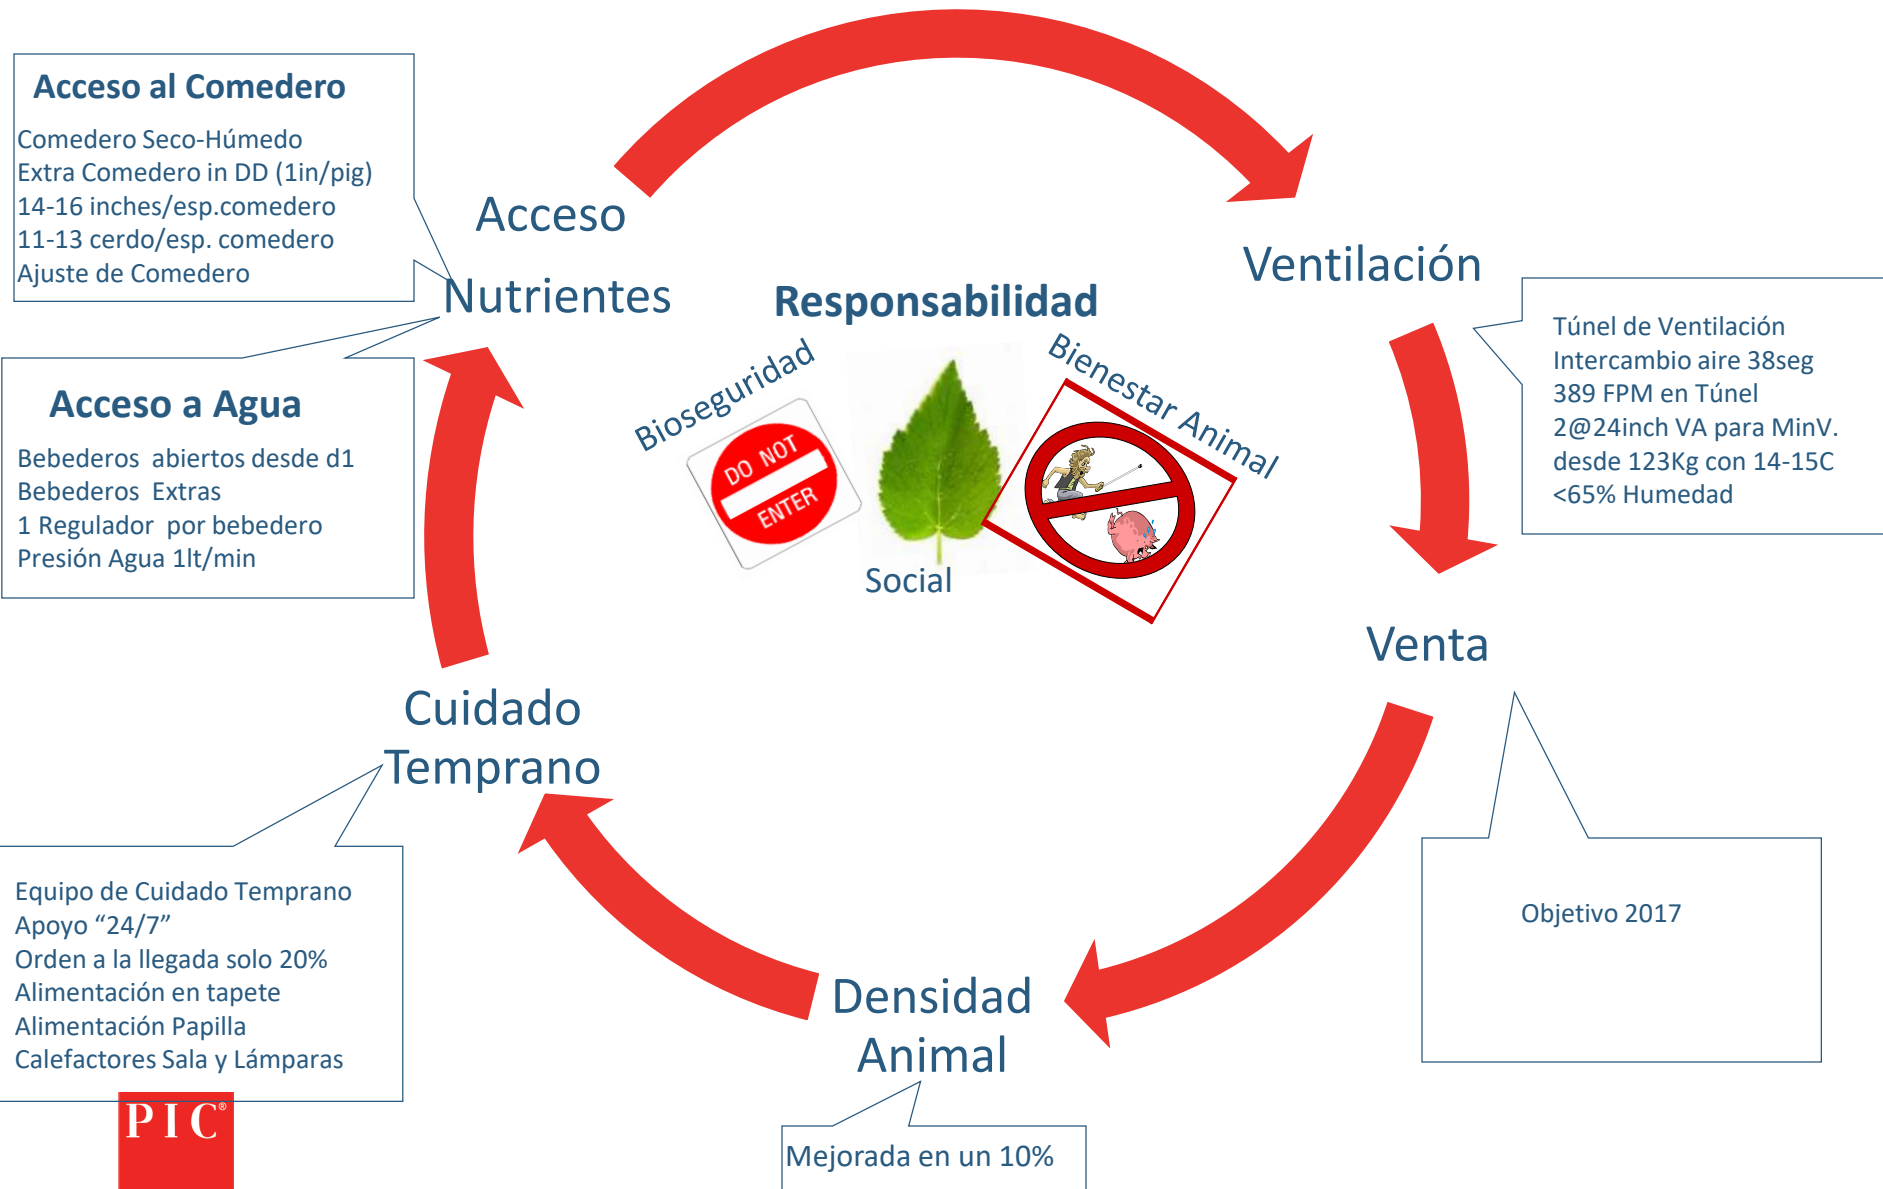 Acceso al Comedero
Comedero Seco-Húmedo
Extra Comedero in DD (1in/pig)
14-16 inches/esp.comedero
11-13 cerdo/esp. comedero
Ajuste de Comedero
Acceso
Nutrientes
Acceso a Agua
Bebederos abiertos desde d1
Bebederos Extras
1 Regulador por bebedero
Presión Agua 1lt/min
Responsabilidad
Bioseguridad
DO NOT
ENTER
Social
Bienestar Animal
Ventilación
Túnel de Ventilación
Intercambio aire 38seg
389 FPM en Túnel
2@24inch VA para MinV.
desde 123Kg con 14-15C
<65% Humedad
Venta
Objetivo 2017
Cuidado
Temprano
Equipo de Cuidado Temprano
Apoyo “24/7”
Orden a la llegada solo 20%
Alimentación en tapete
Alimentación Papilla
Calefactores Sala y Lámparas
Densidad
Animal
Mejorada en un 10%
PIC®